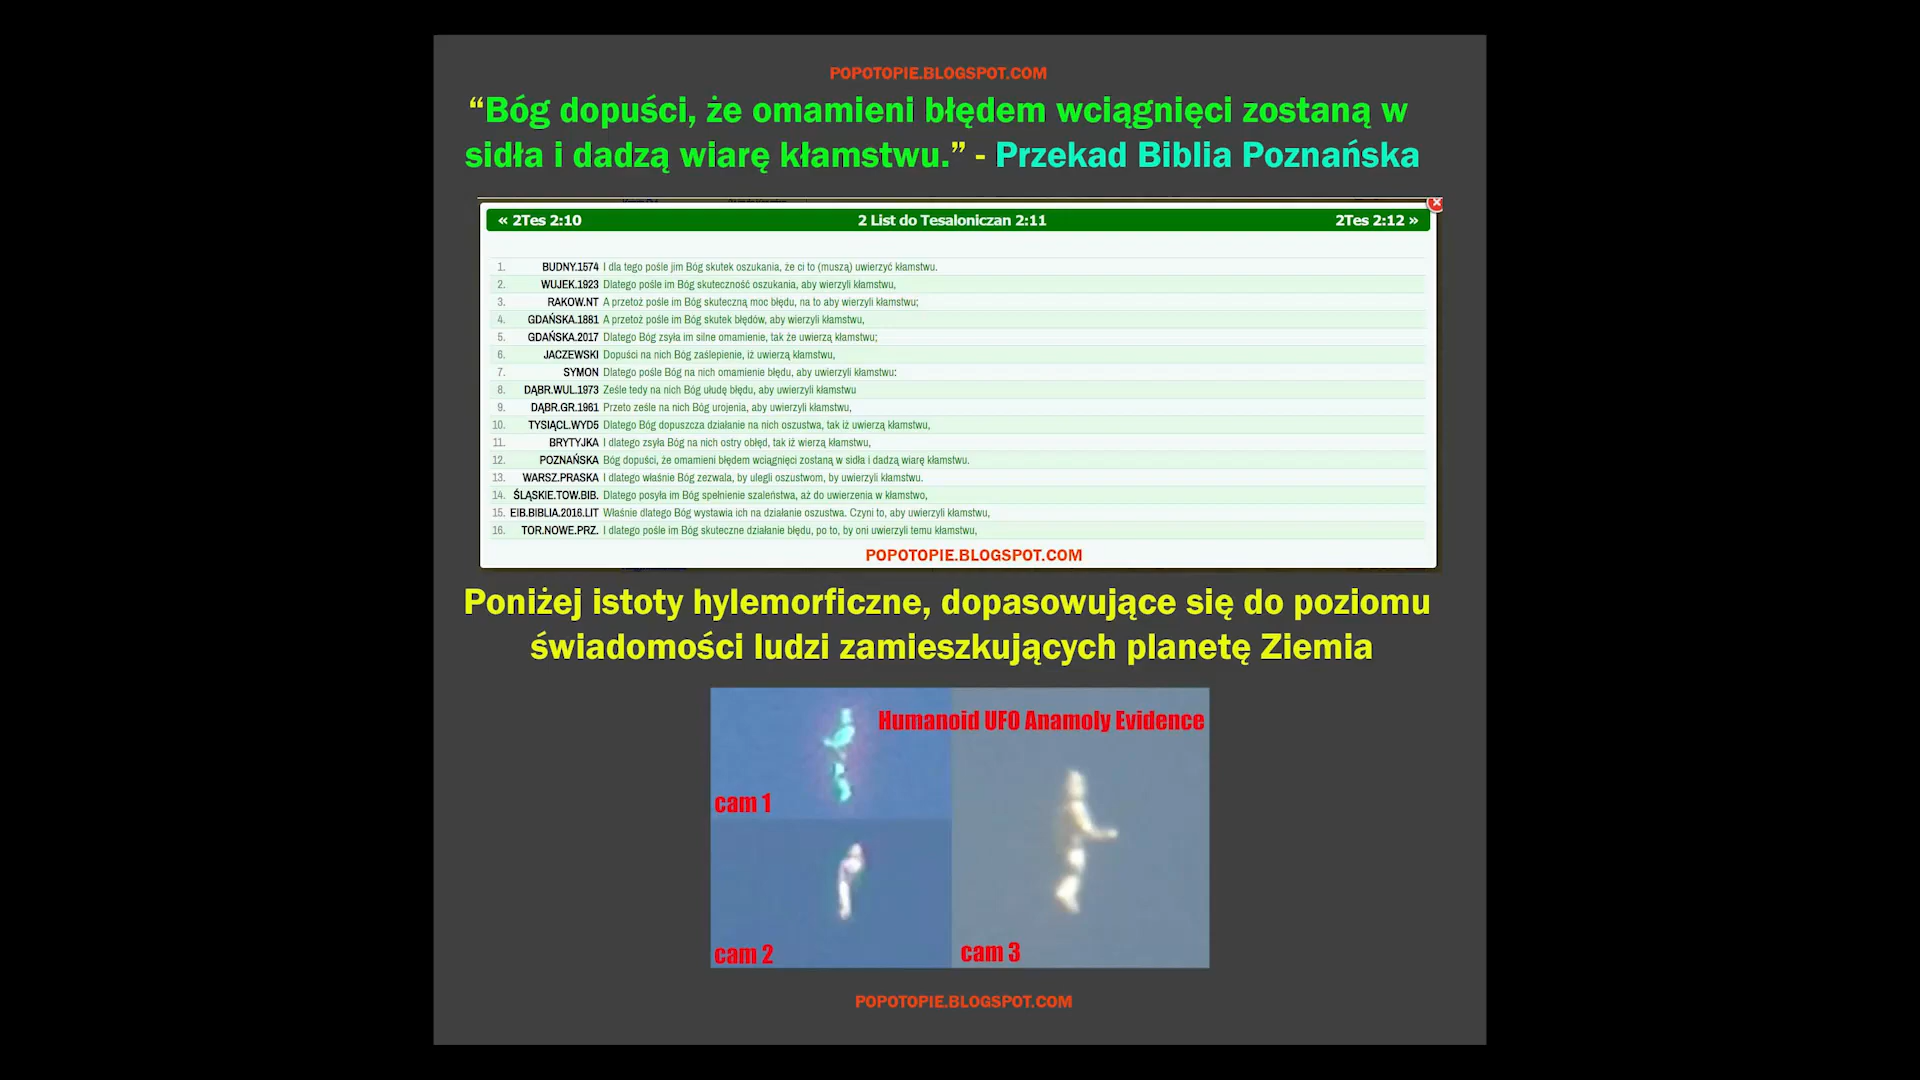 POPOTOPIE.BLOGSPOT.COM
“Bóg dopuści, że omamieni błędem wciągnięci zostaną w
sidła i dadzą wiarę kłamstwu.” - Przekad Biblia Poznańska
« 2Tes 2:10 2 List do Tesaloniczan 2:11 2Tes 2:12 »
1. BUDNY.1574 I dla tego pośle jim Bóg skutek oszukania, że ci to (muszą) uwierzyć kłamstwu.
2. WUJEK.1923 Dlatego pośle im Bóg skuteczność oszukania, aby wierzyli kłamstwu,
3. RAKOW.NT A przetoż pośle im Bóg skuteczną moc błędu, na to aby wierzyli kłamstwu;
4. GDAŃSKA.1881 A przetoż pośle im Bóg skutek błędów, aby wierzyli kłamstwu,
5. GDAŃSKA.2017 Dlatego Bóg zsyła im silne omamienie, tak że uwierzą kłamstwu;
6. JACZEWSKI Dopuści na nich Bóg zaślepienie, iż uwierzą kłamstwu,
7. SYMON Dlatego pośle Bóg na nich omamienie błędu, aby uwierzyli kłamstwu:
8. DĄBR.WUL.1973 Ześle tedy na nich Bóg ułudę błędu, aby uwierzyli kłamstwu
9. DĄBR.GR.1961 Przeto ześle na nich Bóg urojenia, aby uwierzyli kłamstwu,
10. TYSIĄCL.WYD5 Dlatego Bóg dopuszcza działanie na nich oszustwa, tak iż uwierzą kłamstwu,
11. BRYTYJKA I dlatego zsyła Bóg na nich ostry obłęd, tak iż wierzą kłamstwu,
12. POZNAŃSKA Bóg dopuści, że omamieni błędem wciągnięci zostaną w sidła i dadzą wiarę kłamstwu.
13. WARSZ.PRASKA I dlatego właśnie Bóg zezwala, by ulegli oszustwom, by uwierzyli kłamstwu.
14. ŚLĄSKIE.TOW.BIB. Dlatego posyła im Bóg spełnienie szaleństwa, aż do uwierzenia w kłamstwo,
15. EIB.BIBLIA.2016.LIT Właśnie dlatego Bóg wystawia ich na działanie oszustwa. Czyni to, aby uwierzyli kłamstwu,
16. TOR.NOWE.PRZ. I dlatego pośle im Bóg skuteczne działanie błędu, po to, by oni uwierzyli temu kłamstwu,
POPOTOPIE.BLOGSPOT.COM
Poniżej istoty hylemorficzne, dopasowujące się do poziomu
świadomości ludzi zamieszkujących planetę Ziemia
Humanoid UFO Anamoly Evidence
cam 1
cam 2
cam 3
POPOTOPIE.BLOGSPOT.COM